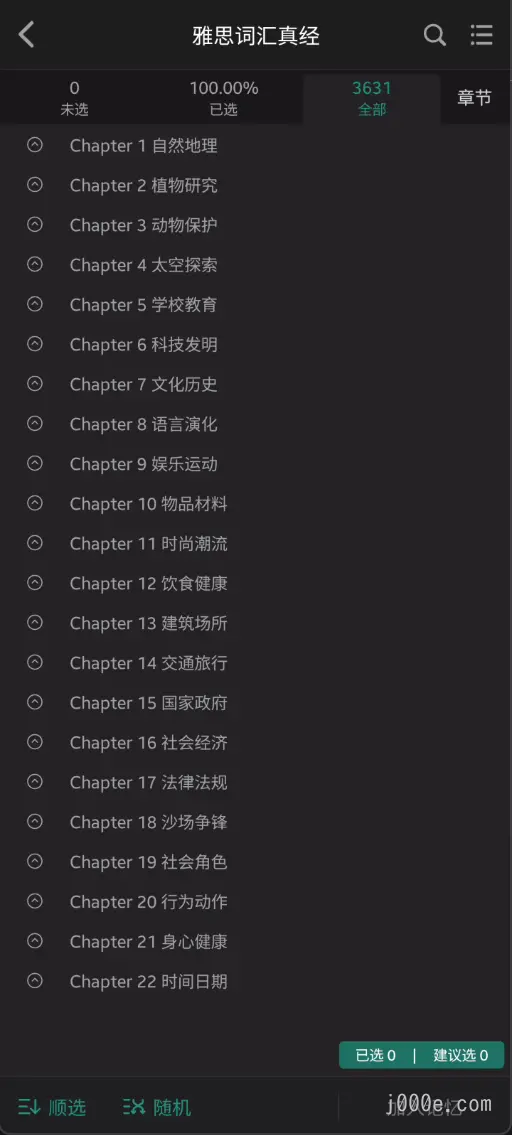 雅思词汇真经
0 100.00% 3631 章节
未选 已选 全部
Chapter 1 自然地理
Chapter 2 植物研究
Chapter 3 动物保护
Chapter 4 太空探索
Chapter 5 学校教育
Chapter 6 科技发明
Chapter 7 文化历史
Chapter 8 语言演化
Chapter 9 娱乐运动
Chapter 10 物品材料
Chapter 11 时尚潮流
Chapter 12 饮食健康
Chapter 13 建筑场所
Chapter 14 交通旅行
Chapter 15 国家政府
Chapter 16 社会经济
Chapter 17 法律法规
Chapter 18 沙场争锋
Chapter 19 社会角色
Chapter 20 行为动作
Chapter 21 身心健康
Chapter 22 时间日期
已选 0 | 建议选 0
顺选 随机 加入记忆
j000e.com